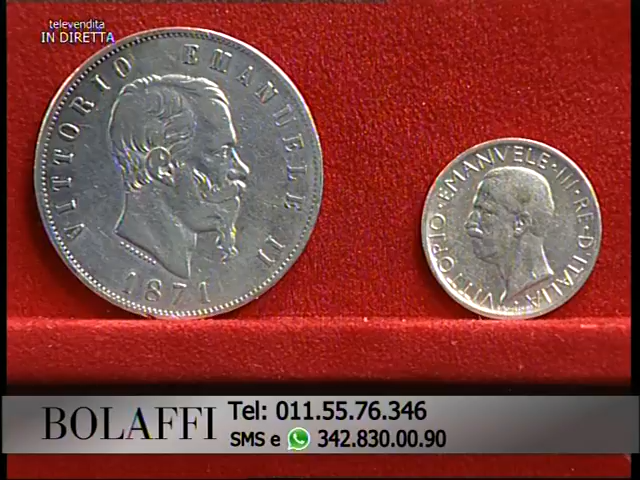 televendita
IN DIRETTA
VITTORIO EMANUELE II
1871
VITTORIO·EMANVELE·III·RE·D'ITALIA
BOLAFFI
Tel: 011.55.76.346
SMS e 342.830.00.90